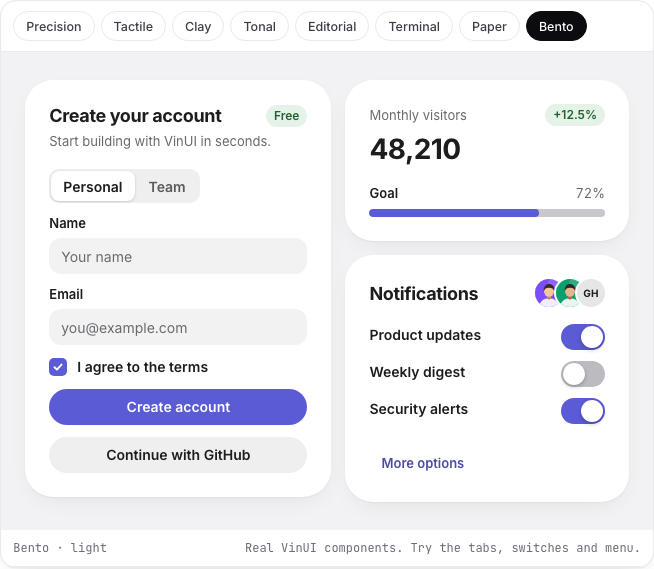 Precision
Tactile
Clay
Tonal
Editorial
Terminal
Paper
Bento
Create your account
Free
Start building with VinUI in seconds.
Personal
Team
Name
Your name
Email
you@example.com
I agree to the terms
Create account
Continue with GitHub
Monthly visitors
+12.5%
48,210
Goal
72%
Notifications
GH
Product updates
Weekly digest
Security alerts
More options
Bento · light
Real VinUI components. Try the tabs, switches and menu.